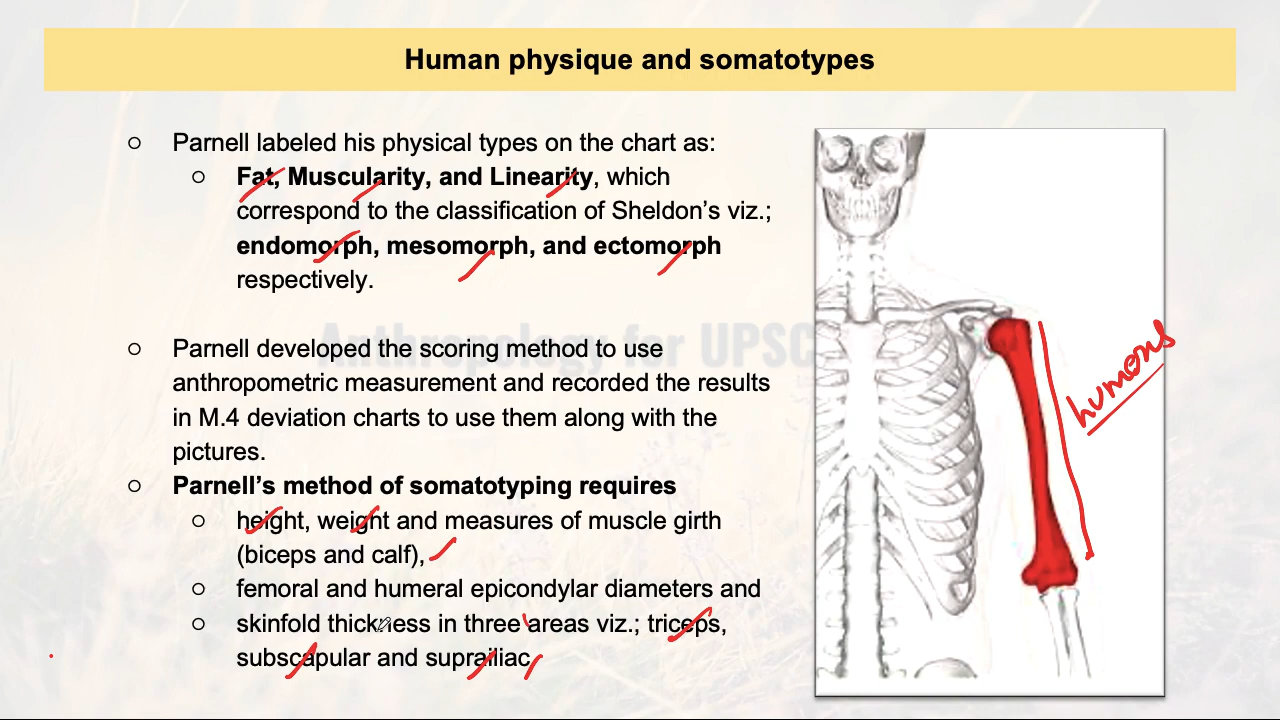 Human physique and somatotypes
○ Parnell labeled his physical types on the chart as:
○ Fat, Muscularity, and Linearity, which
correspond to the classification of Sheldon's viz.;
endomorph, mesomorph, and ectomorph
respectively.
Anthropology for UPSC
○ Parnell developed the scoring method to use
anthropometric measurement and recorded the results
in M.4 deviation charts to use them along with the
pictures.
○ Parnell's method of somatotyping requires
○ height, weight and measures of muscle girth
(biceps and calf),
○ femoral and humeral epicondylar diameters and
○ skinfold thickness in three areas viz.; triceps,
subscapular and suprailiac
humorus